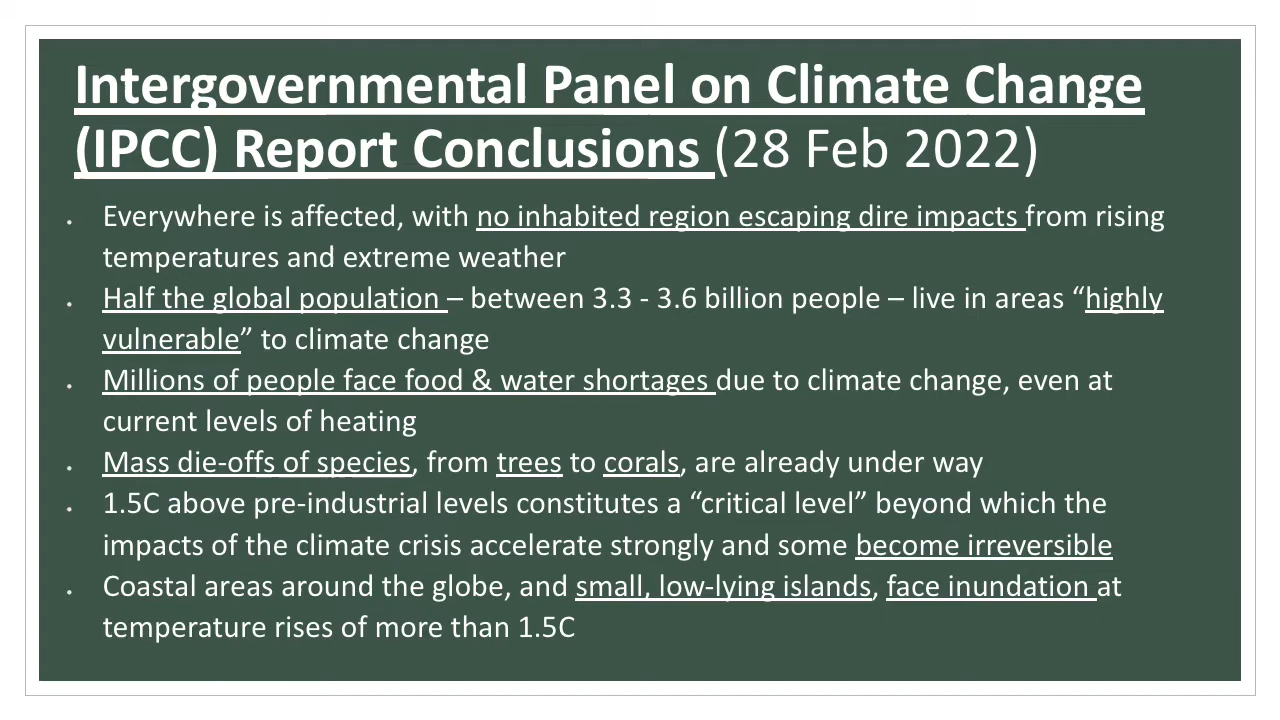 Intergovernmental Panel on Climate Change
(IPCC) Report Conclusions (28 Feb 2022)
• Everywhere is affected, with no inhabited region escaping dire impacts from rising
temperatures and extreme weather
• Half the global population – between 3.3 - 3.6 billion people – live in areas “highly
vulnerable” to climate change
• Millions of people face food & water shortages due to climate change, even at
current levels of heating
• Mass die-offs of species, from trees to corals, are already under way
• 1.5C above pre-industrial levels constitutes a “critical level” beyond which the
impacts of the climate crisis accelerate strongly and some become irreversible
• Coastal areas around the globe, and small, low-lying islands, face inundation at
temperature rises of more than 1.5C